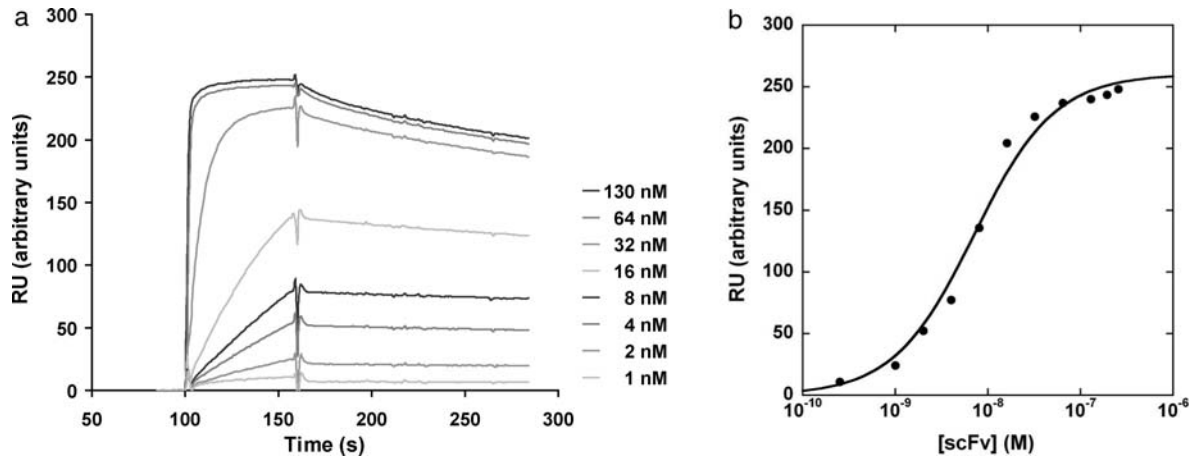 a
RU (arbitrary units)
300
250
200
150
100
50
0
50
100
150
200
250
300
Time (s)
130 nM
64 nM
32 nM
16 nM
8 nM
4 nM
2 nM
1 nM
b
RU (arbitrary units)
300
250
200
150
100
50
0
10⁻¹⁰
10⁻⁹
10⁻⁸
10⁻⁷
10⁻⁶
[scFv] (M)